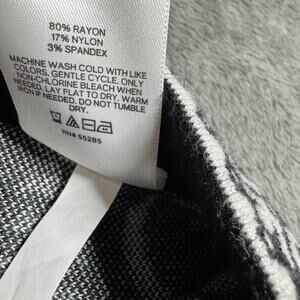 80% RAYON
17% NYLON
3% SPANDEX
MACHINE WASH COLD WITH LIKE
COLORS, GENTLE CYCLE, ONLY
NON-CHLORINE BLEACH WHEN
NEEDED, LAY FLAT TO DRY. WARM
IRON IF NEEDED, DO NOT TUMBLE
DRY.
RN# 55285